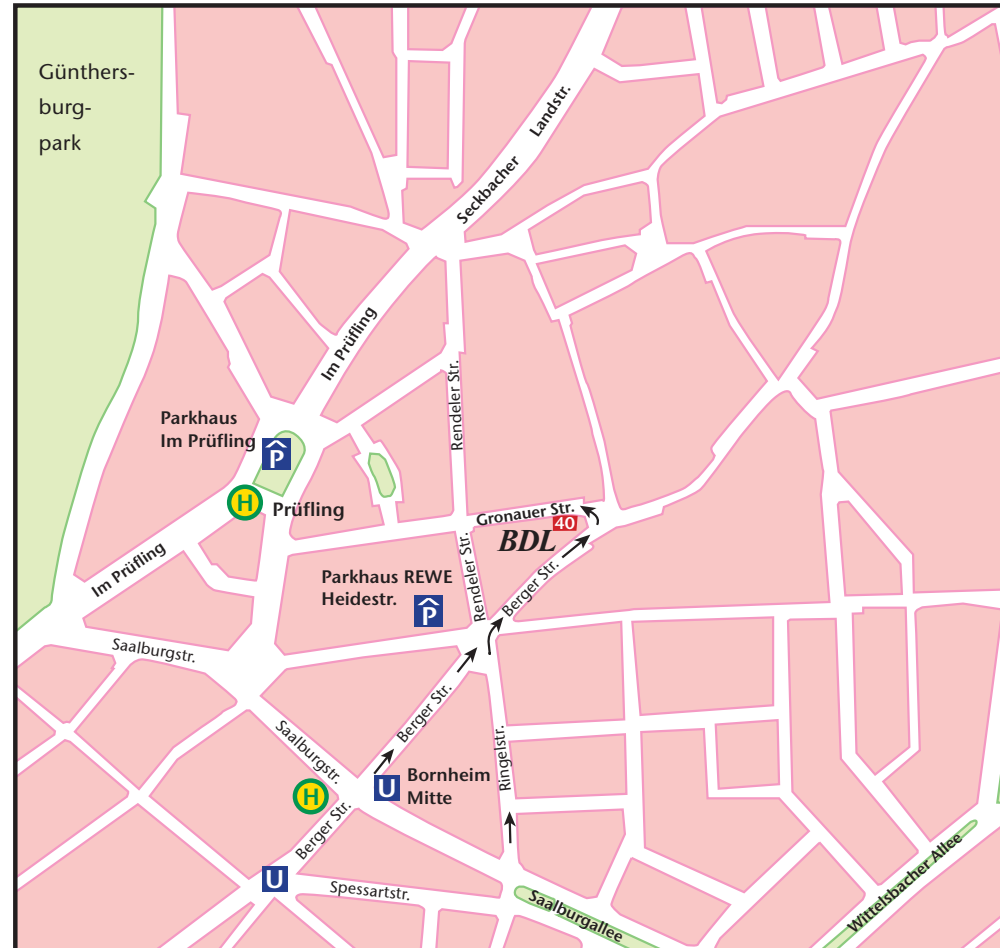 Günthers-
burg-
park
Seckbacher Landstr.
Im Prüfling
Rendeler Str.
Parkhaus
Im Prüfling
P
H
Prüfling
Gronauer Str.
40
BDL
Im Prüfling
Rendeler Str.
Berger Str.
Parkhaus REWE
Heidestr.
P
Saalburgstr.
Berger Str.
Saalburgstr.
Ringelstr.
U
Bornheim
Mitte
H
Berger Str.
U
Spessartstr.
Saalburgallee
Wittelsbacher Allee